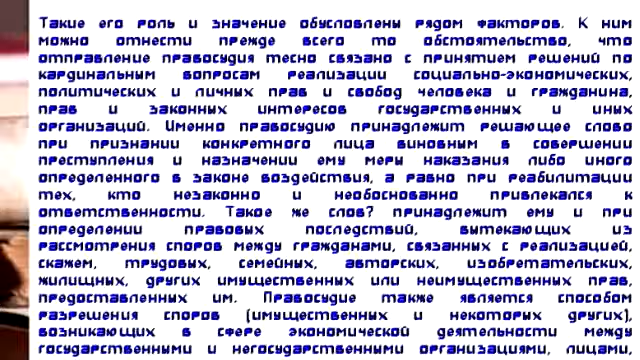 Такие его роль и значение обусловлены рядом факторов. К ним
можно отнести прежде всего то обстоятельство, что
отправление правосудия тесно связано с принятием решений по
кардинальным вопросам реализации социально-экономических,
политических и личных прав и свобод человека и гражданина,
прав и законных интересов государственных и иных
организаций. Именно правосудию принадлежит решающее слово
при признании конкретного лица виновным в совершении
преступления и назначении ему меры наказания либо иного
определенного в законе воздействия, а равно при реабилитации
тех, кто незаконно и необоснованно привлекался к
ответственности. Такое же слов? принадлежит ему и при
определении правовых последствий, вытекающих из
рассмотрения споров между гражданами, связанных с реализацией,
скажем, трудовых, семейных, авторских, изобретательских,
жилищных, других имущественных или неимущественных прав,
предоставленных им. Правосудие также является способом
разрешения споров (имущественных и некоторых других),
возникающих в сфере экономической деятельности между
государственными и негосударственными организациями, лицами,